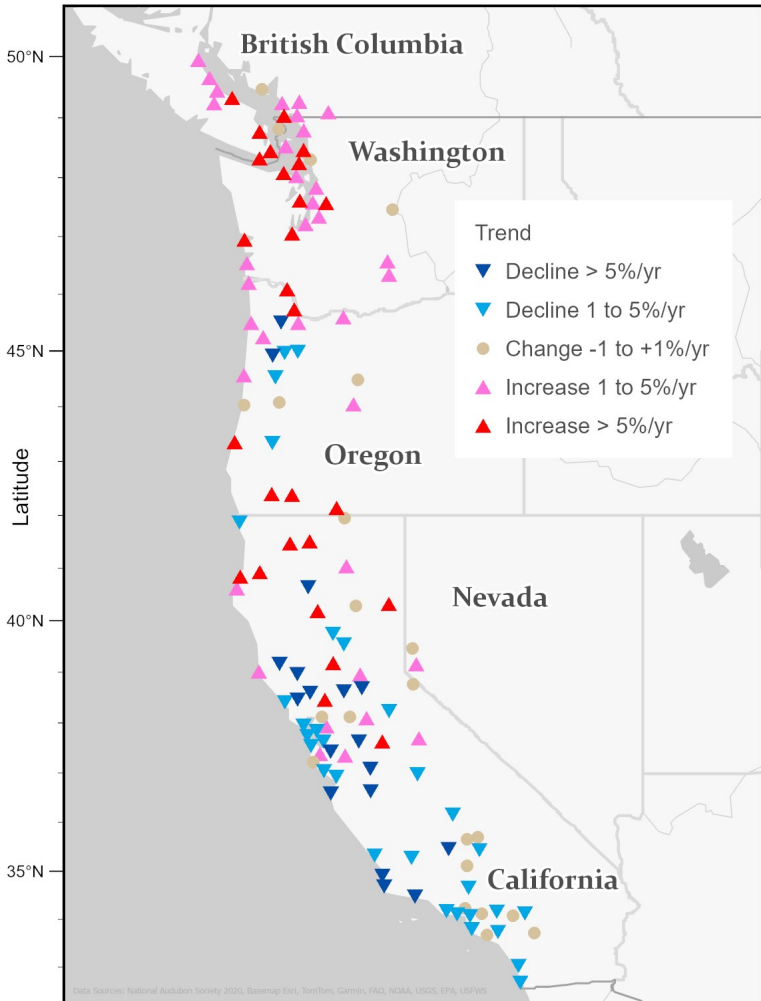 British Columbia
50°N
Washington
Trend
Decline > 5%/yr
Decline 1 to 5%/yr
Change -1 to +1%/yr
Increase 1 to 5%/yr
Increase > 5%/yr
45°N
Oregon
Latitude
Nevada
40°N
35°N
California
Data Sources: National Audubon Society 2020, Basemap Esri, TomTom, Garmin, FAO, NOAA, USGS, EPA, USFWS